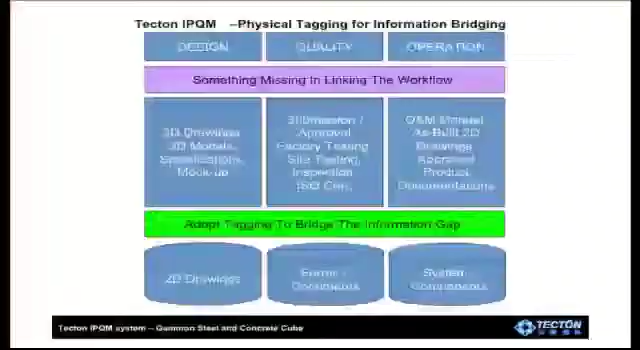 Tecton IPQM –Physical Tagging for Information Bridging
DESIGN
QUALITY
OPERATION
Something Missing In Linking The Workflow
2D Drawings
3D Models,
Specifications,
Mock-up
Submission /
Approval
Factory Testing
Site Testing,
Inspection
ISO Cert.
O&M Manual
As-Built 2D
Drawings
Approved
Product
Documentations
Adopt Tagging To Bridge The Information Gap
2D Drawings
Forms /
Documents
System
Components
Tecton IPQM system – Gammon Steel and Concrete Cube
TECTON